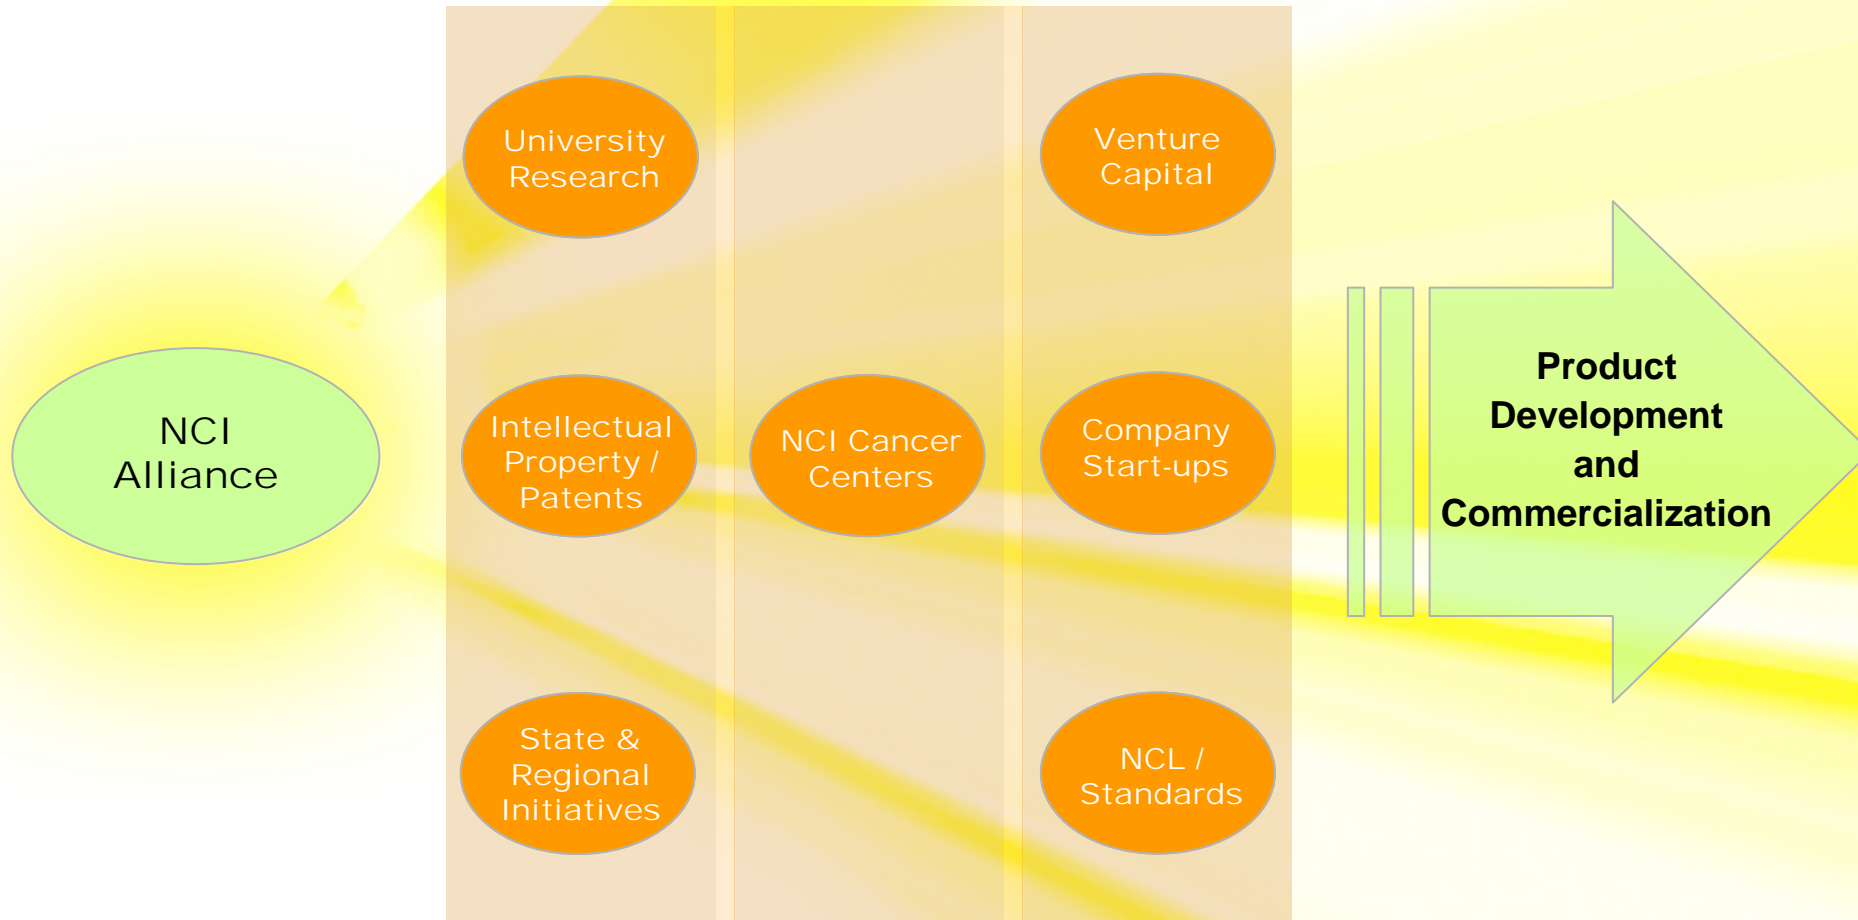 NCI
Alliance
University
Research
Intellectual
Property /
Patents
State &
Regional
Initiatives
NCI Cancer
Centers
Venture
Capital
Company
Start-ups
NCL /
Standards
Product
Development
and
Commercialization